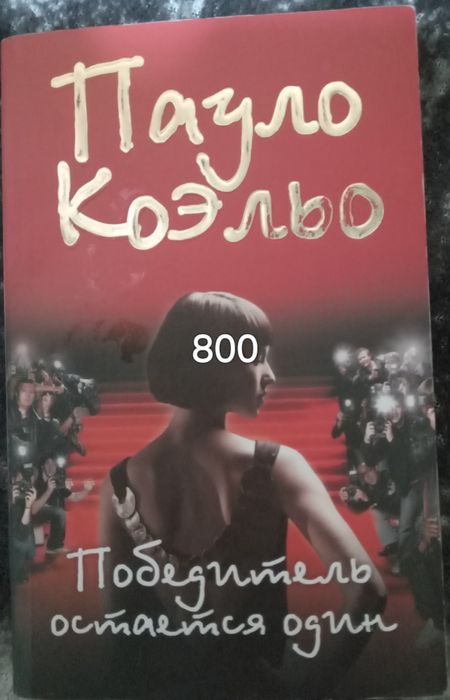 Пауло
Коэльо
800
Победитель
остается один